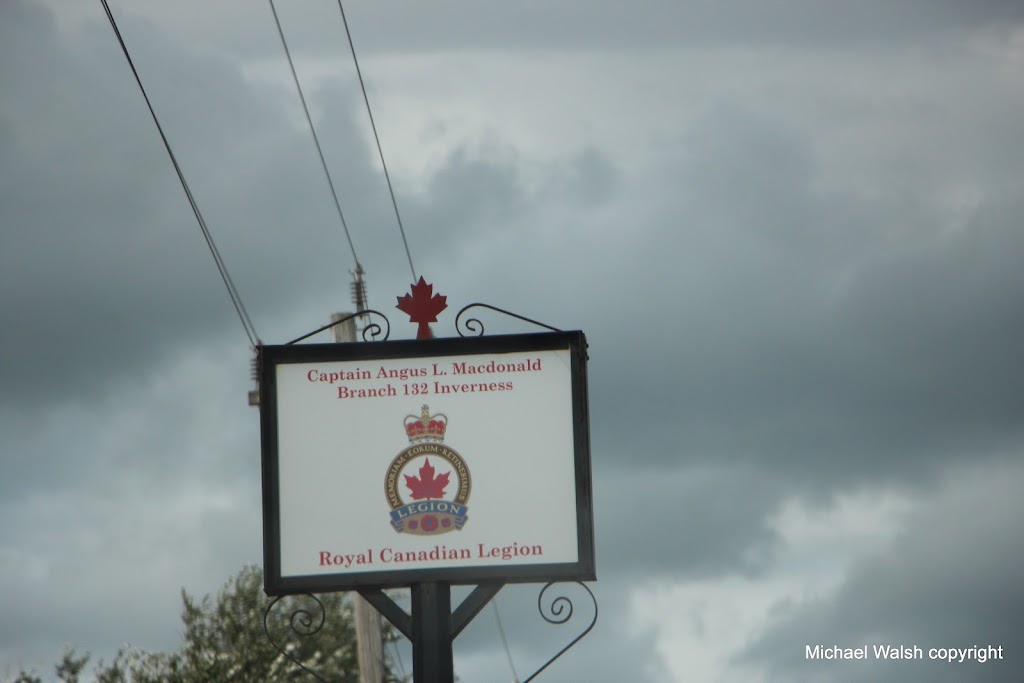 Captain Angus L. Macdonald
Branch 132 Inverness
MEMORIAM·EORUM·RETINEBIMUS
LEGION
Royal Canadian Legion
Michael Walsh copyright